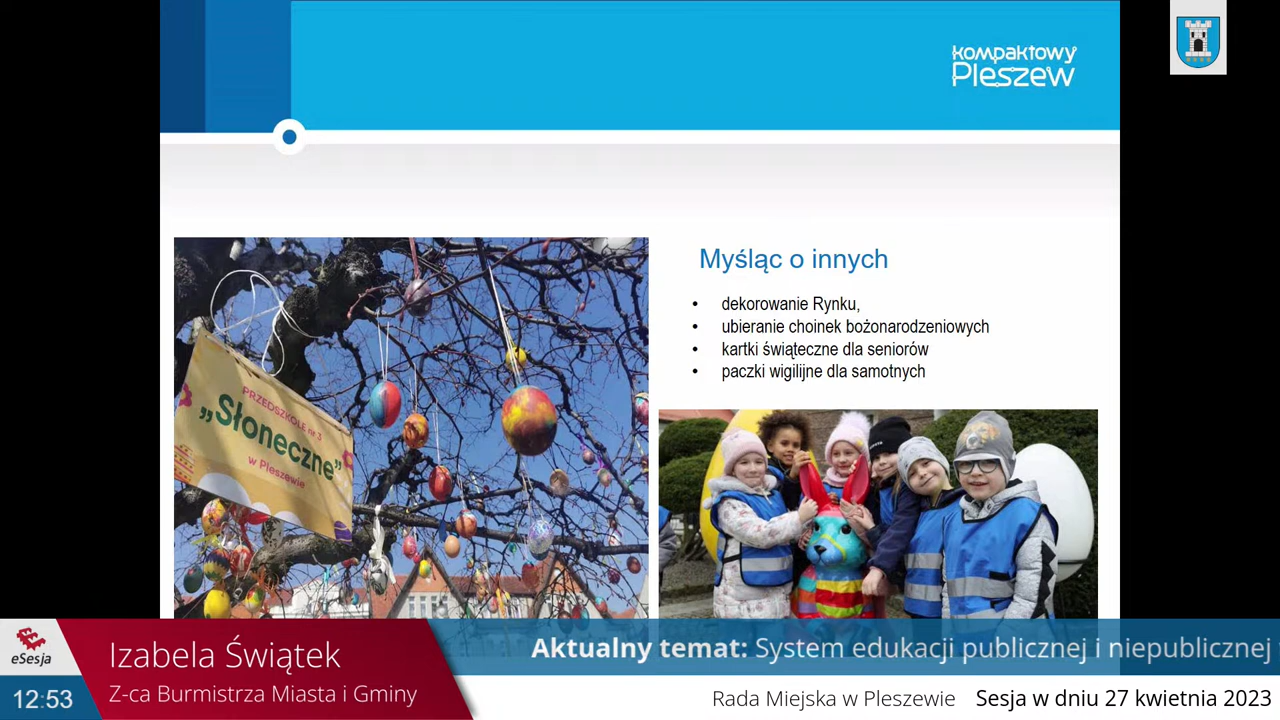 kompaktowy
Pleszew
Myśląc o innych
• dekorowanie Rynku,
• ubieranie choinek bożonarodzeniowych
• kartki świąteczne dla seniorów
• paczki wigilijne dla samotnych
PRZEDSZKOLE nr 3
„Słoneczne”
w Pleszewie
eSesja
Izabela Świątek
Z-ca Burmistrza Miasta i Gminy
Aktualny temat: System edukacji publicznej i niepublicznej
12:53
Rada Miejska w Pleszewie Sesja w dniu 27 kwietnia 2023